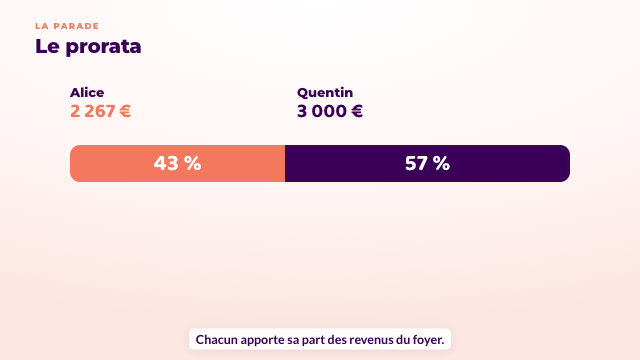 LA PARADE
Le prorata
Alice
2 267 €
Quentin
3 000 €
43 %
57 %
Chacun apporte sa part des revenus du foyer.